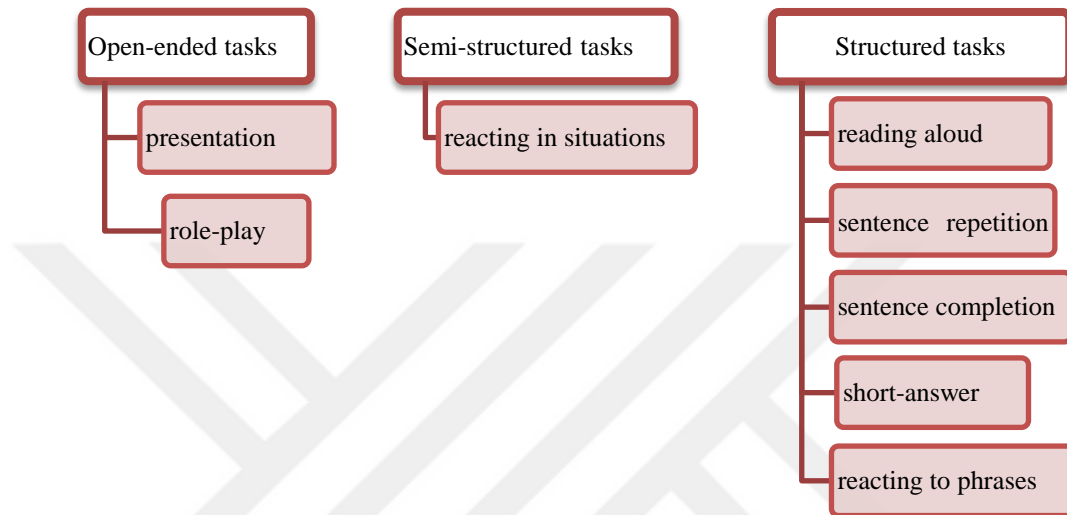 Open-ended tasks
presentation
role-play
Semi-structured tasks
reacting in situations
Structured tasks
reading aloud
sentence repetition
sentence completion
short-answer
reacting to phrases